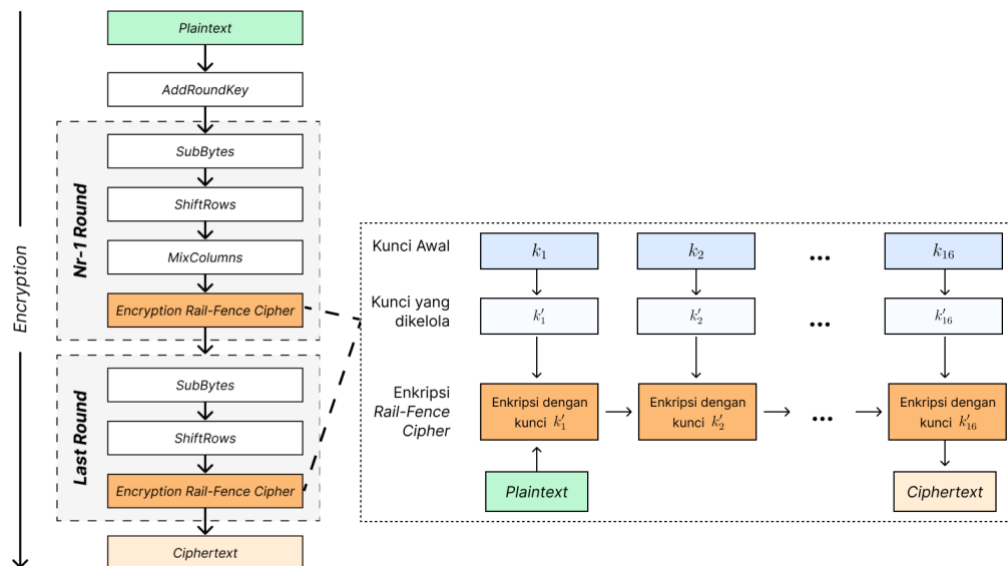 Plaintext
AddRoundKey
SubBytes
ShiftRows
MixColumns
Encryption Rail-Fence Cipher
Nr-1 Round
SubBytes
ShiftRows
Encryption Rail-Fence Cipher
Last Round
Ciphertext
Encryption
Kunci Awal
k₁
k₂
...
k₁₆
Kunci yang
dikelola
k′₁
k′₂
...
k′₁₆
Enkripsi
Rail-Fence
Cipher
Enkripsi dengan
kunci k′₁
Enkripsi dengan
kunci k′₂
...
Enkripsi dengan
kunci k′₁₆
Plaintext
Ciphertext